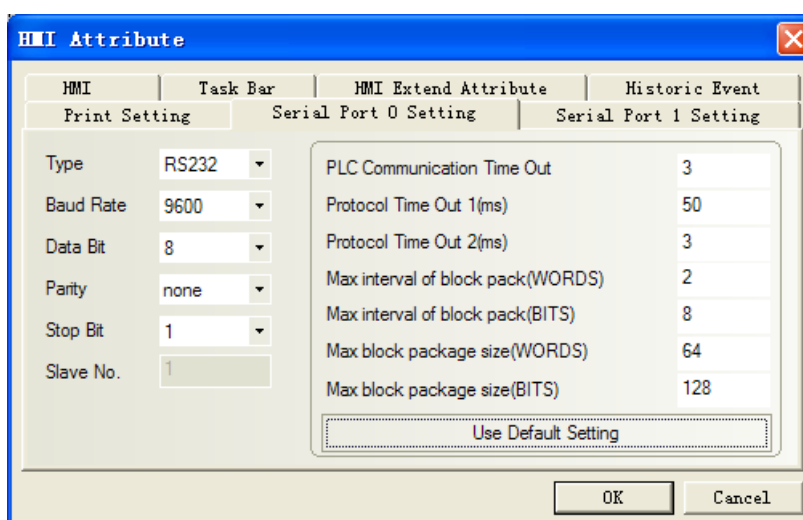 HMI Attribute
HMI
Task Bar
HMI Extend Attribute
Historic Event
Print Setting
Serial Port 0 Setting
Serial Port 1 Setting
Type RS232
Baud Rate 9600
Data Bit 8
Parity none
Stop Bit 1
Slave No. 1
PLC Communication Time Out 3
Protocol Time Out 1(ms) 50
Protocol Time Out 2(ms) 3
Max interval of block pack(WORDS) 2
Max interval of block pack(BITS) 8
Max block package size(WORDS) 64
Max block package size(BITS) 128
Use Default Setting
OK
Cancel